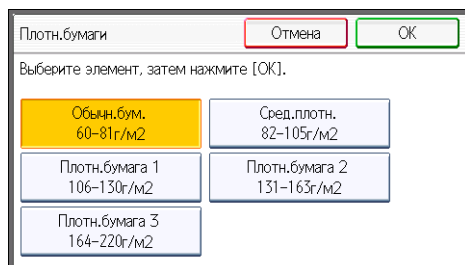 Плотн.бумаги
Отмена
OK
Выберите элемент, затем нажмите [OK].
Обычн.бум.
60-81г/м2
Сред.плотн.
82-105г/м2
Плотн.бумага 1
106-130г/м2
Плотн.бумага 2
131-163г/м2
Плотн.бумага 3
164-220г/м2